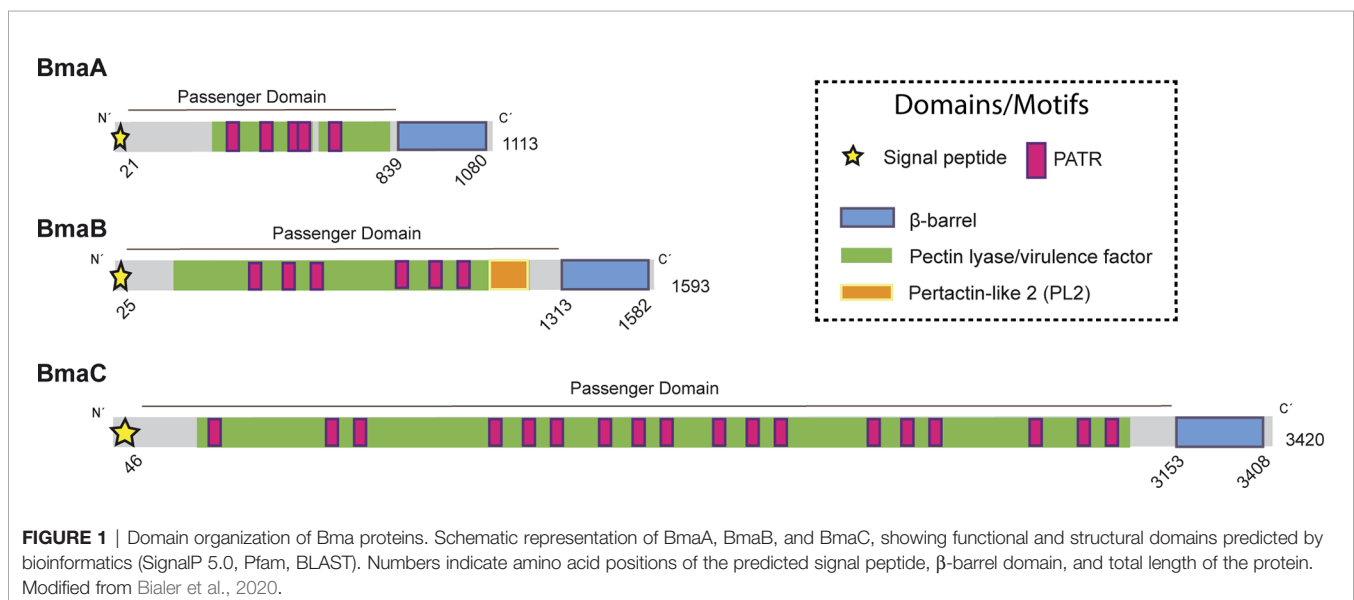 BmaA
Passenger Domain
N´
C´
1113
21
839
1080
BmaB
Passenger Domain
N´
C´
1593
25
1313
1582
BmaC
Passenger Domain
N´
C´
3420
46
3153
3408
Domains/Motifs
Signal peptide
PATR
β-barrel
Pectin lyase/virulence factor
Pertactin-like 2 (PL2)
FIGURE 1 | Domain organization of Bma proteins. Schematic representation of BmaA, BmaB, and BmaC, showing functional and structural domains predicted by
bioinformatics (SignalP 5.0, Pfam, BLAST). Numbers indicate amino acid positions of the predicted signal peptide, β-barrel domain, and total length of the protein.
Modified from Bialer et al., 2020.